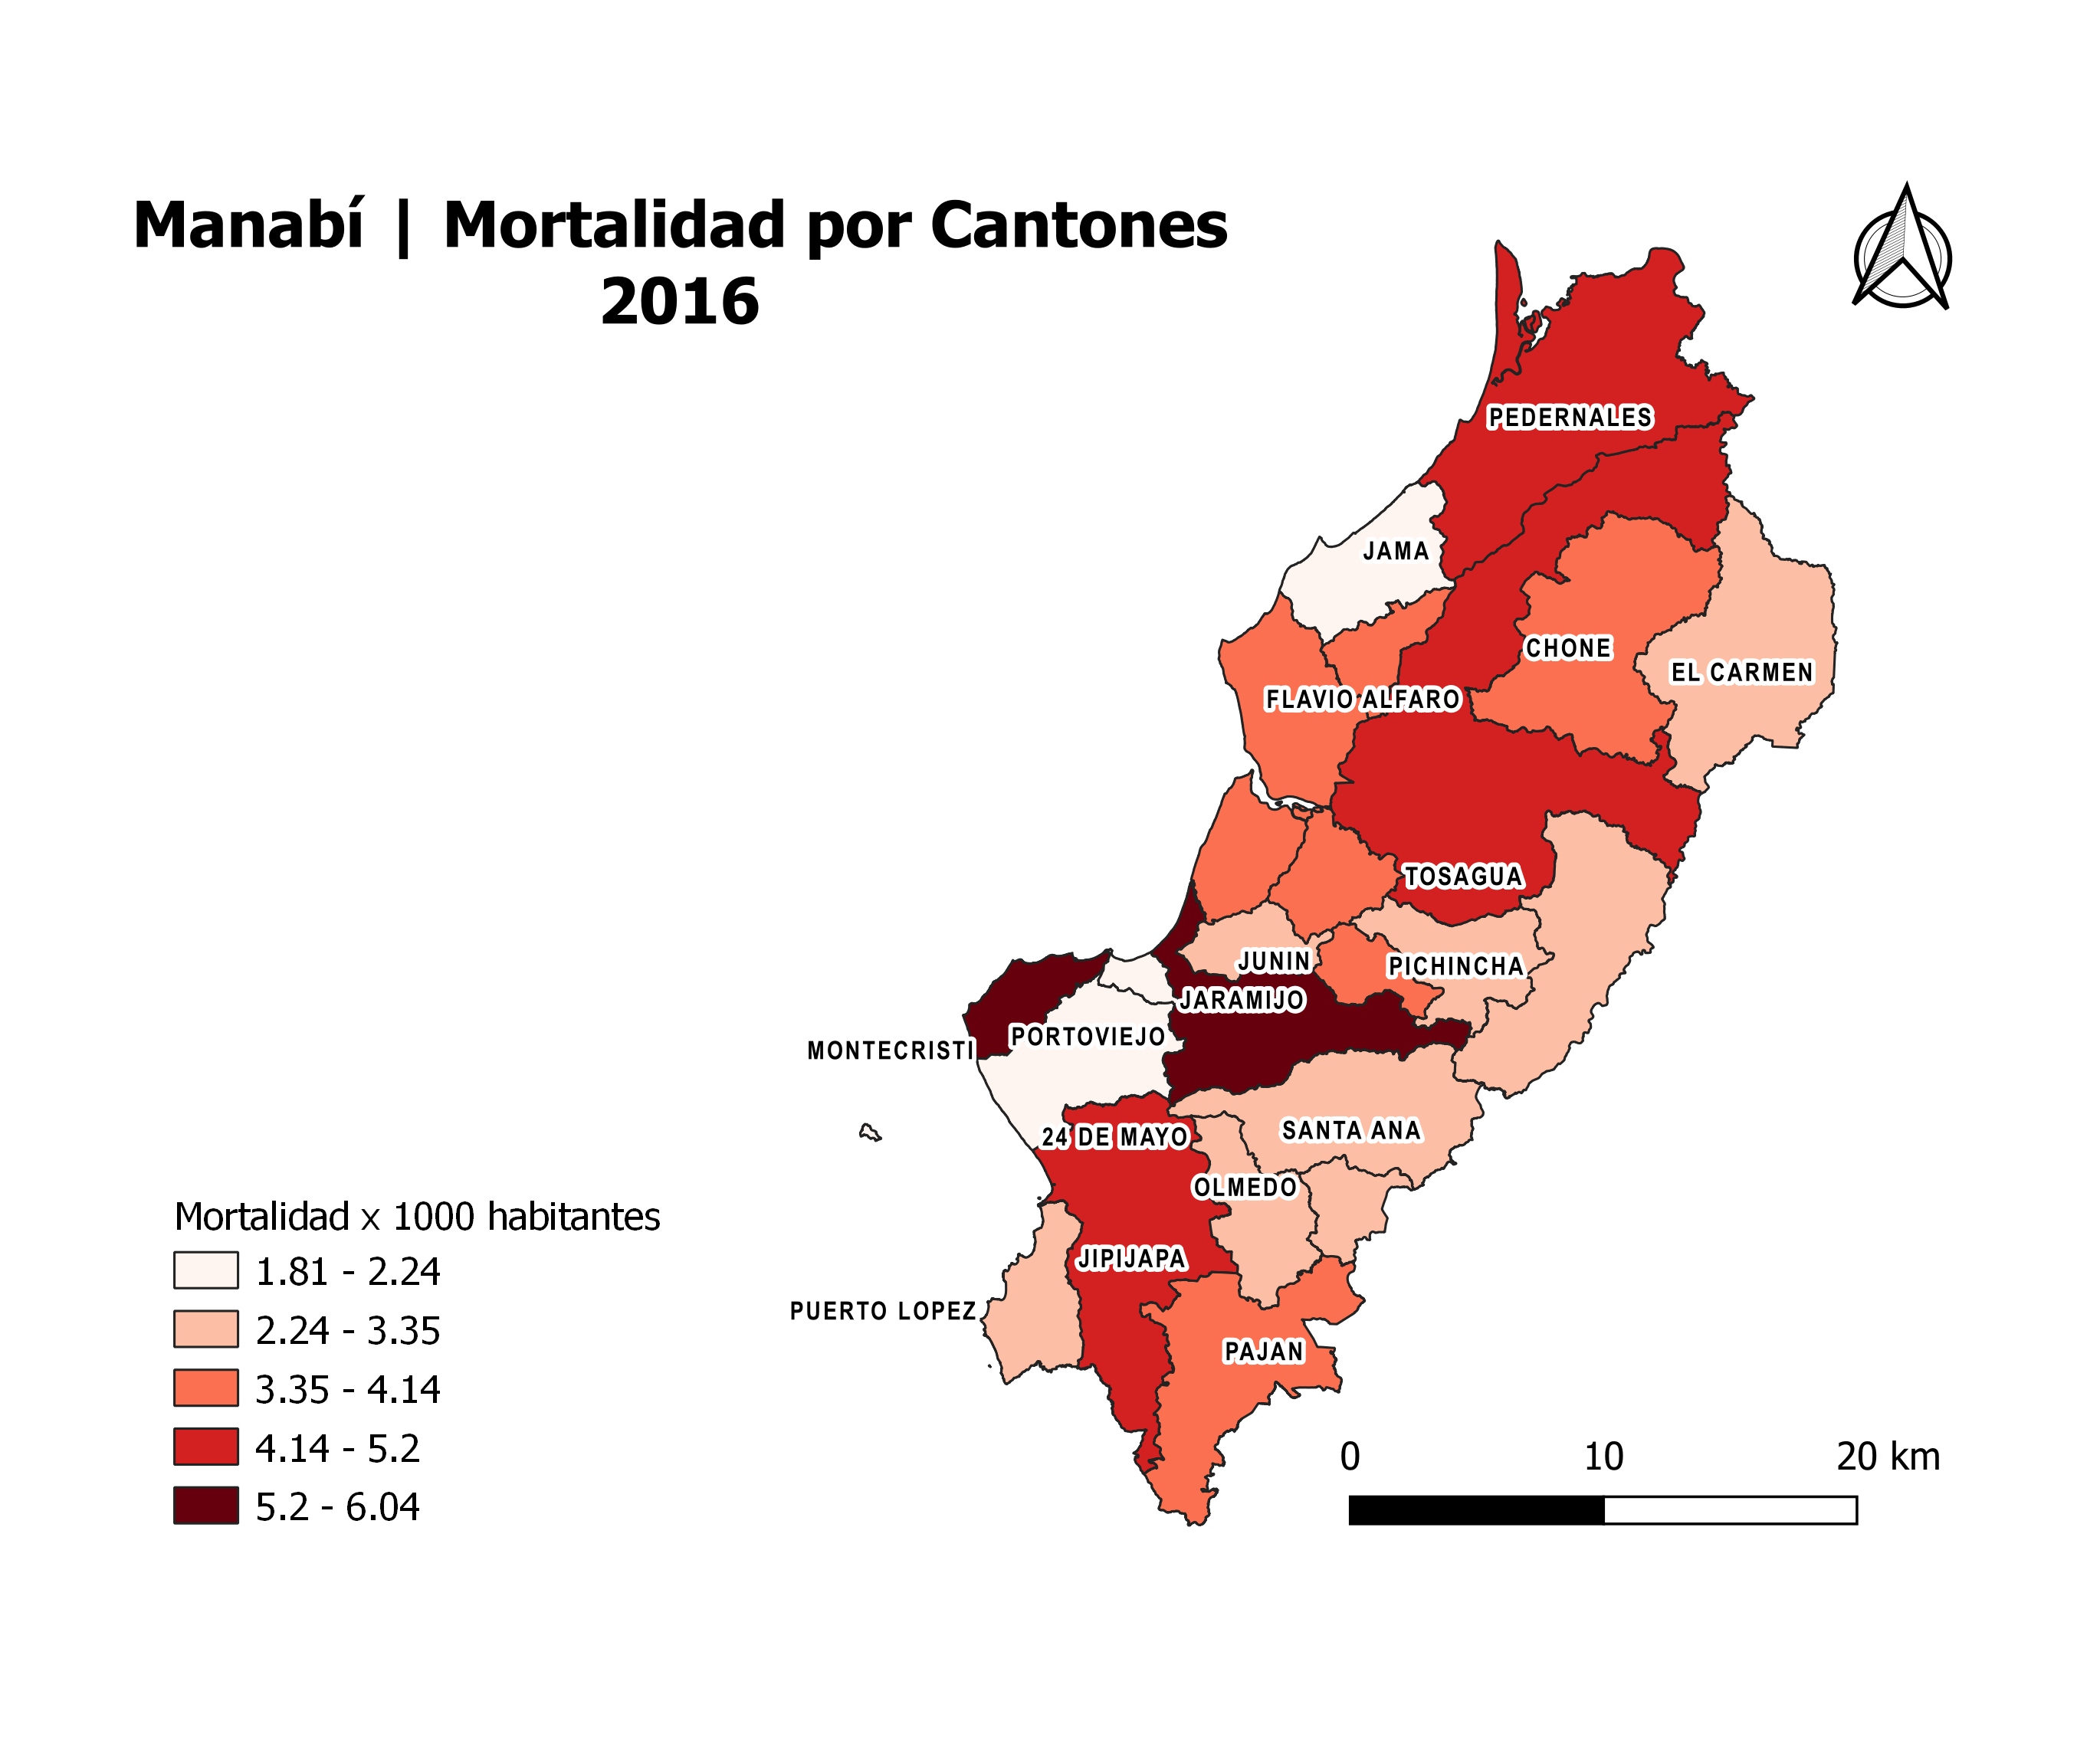 Manabí | Mortalidad por Cantones
2016
PEDERNALES
JAMA
CHONE
EL CARMEN
FLAVIO ALFARO
TOSAGUA
JUNIN
PICHINCHA
JARAMIJO
PORTOVIEJO
MONTECRISTI
SANTA ANA
24 DE MAYO
OLMEDO
JIPIJAPA
PUERTO LOPEZ
PAJAN
Mortalidad x 1000 habitantes
1.81 - 2.24
2.24 - 3.35
3.35 - 4.14
4.14 - 5.2
5.2 - 6.04
0 10 20 km